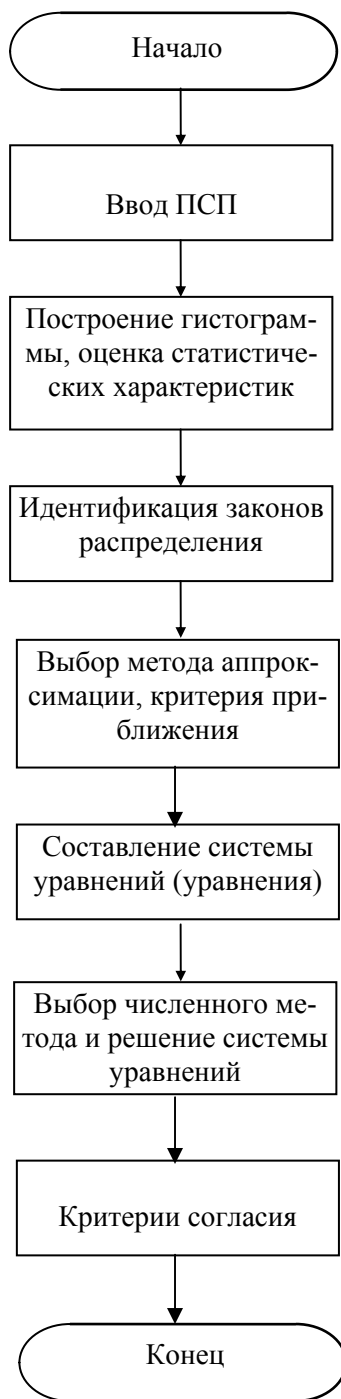 Начало
Ввод ПСП
Построение гистограм-
мы, оценка статистиче-
ских характеристик
Идентификация законов
распределения
Выбор метода аппрок-
симации, критерия при-
ближения
Составление системы
уравнений (уравнения)
Выбор численного ме-
тода и решение системы
уравнений
Критерии согласия
Конец